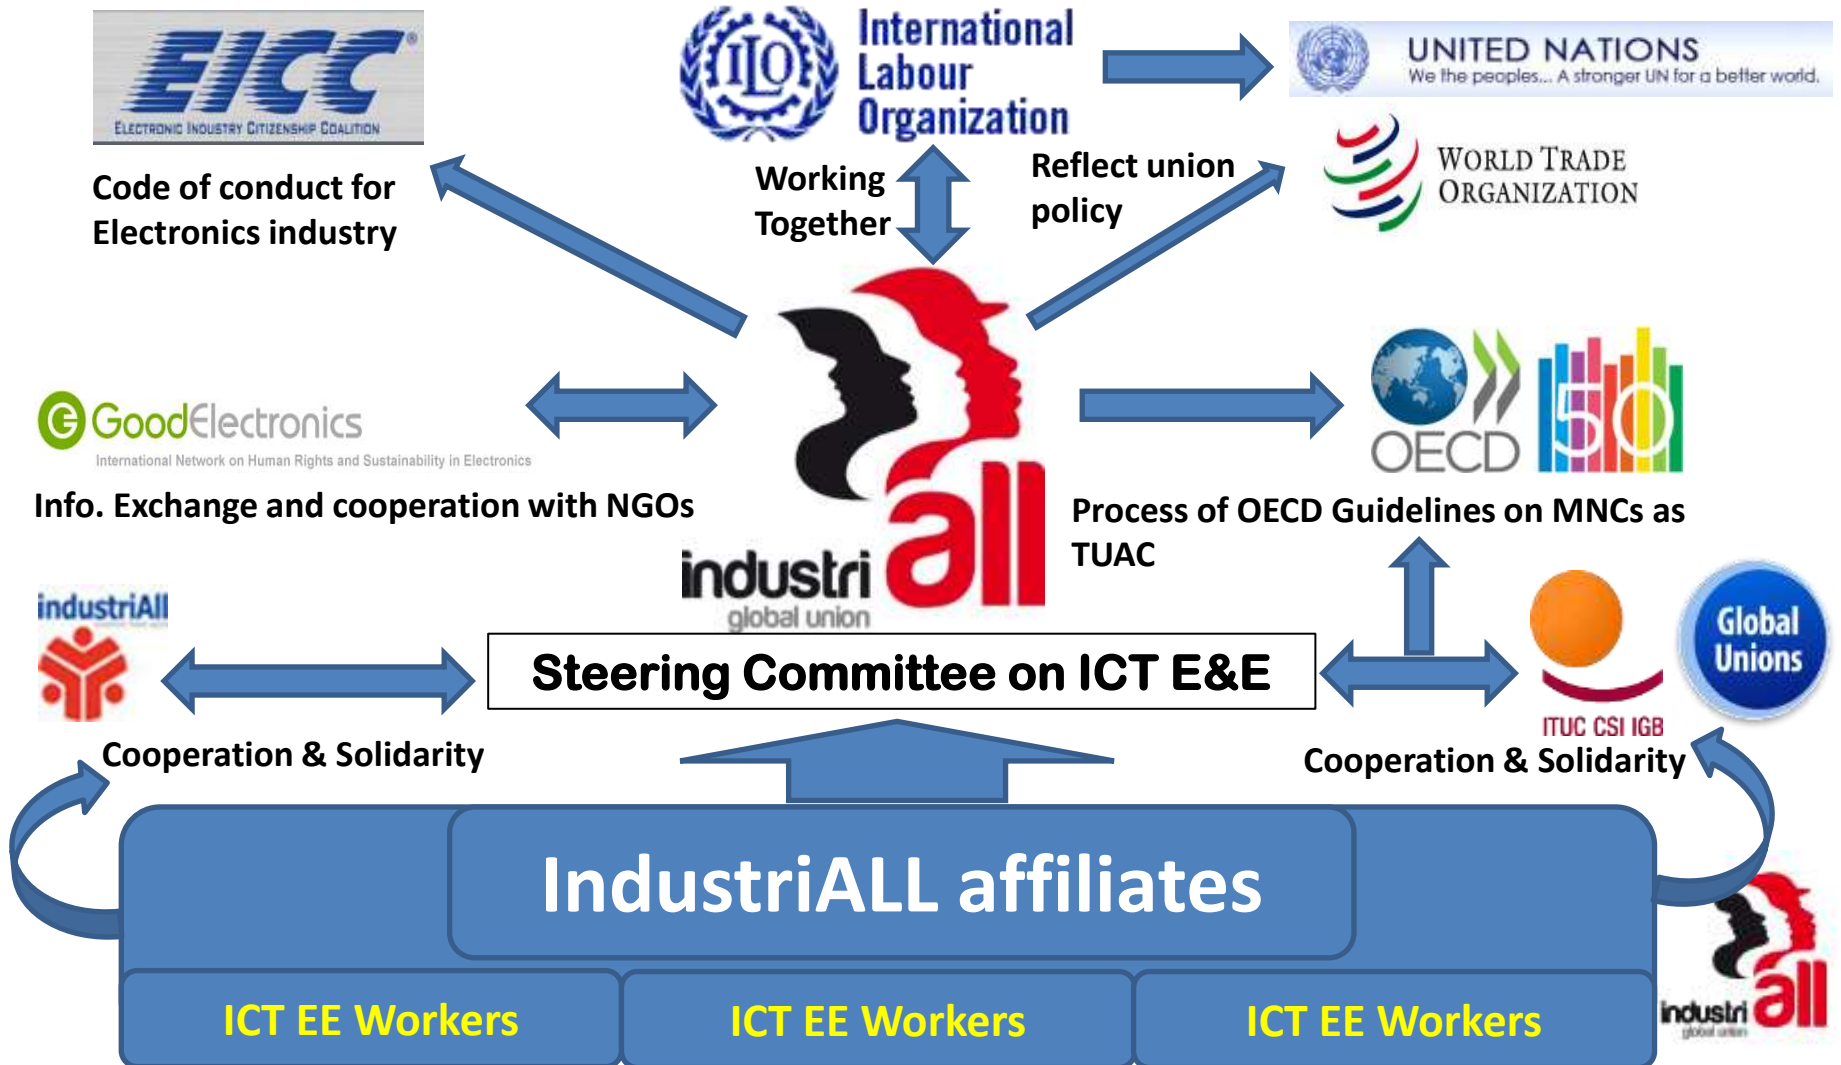 EICC®
ELECTRONIC INDUSTRY CITIZENSHIP COALITION
Code of conduct for
Electronics industry
ILO
International
Labour
Organization
UNITED NATIONS
We the peoples... A stronger UN for a better world.
WORLD TRADE
ORGANIZATION
Working
Together
Reflect union
policy
GoodElectronics
International Network on Human Rights and Sustainability in Electronics
Info. Exchange and cooperation with NGOs
industri
all
global union
OECD
50
Process of OECD Guidelines on MNCs as
TUAC
industriAll
Cooperation & Solidarity
Steering Committee on ICT E&E
ITUC CSI IGB
Global
Unions
Cooperation & Solidarity
IndustriALL affiliates
ICT EE Workers
ICT EE Workers
ICT EE Workers
industri
all
global union